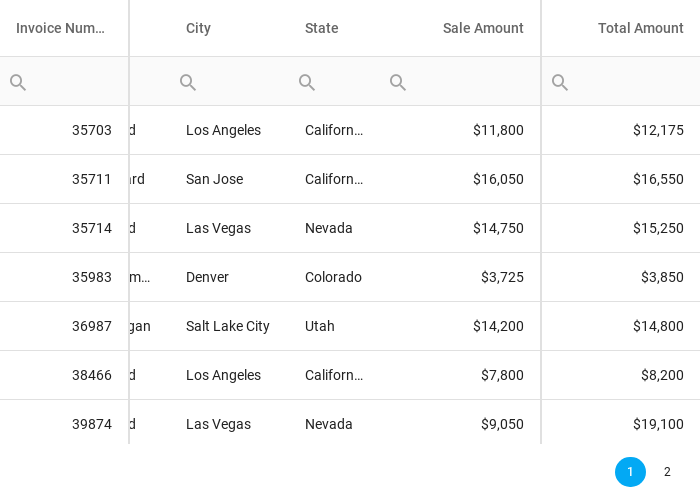 Invoice Num... City State Sale Amount Total Amount
35703 d Los Angeles Californ... $11,800 $12,175
35711 ard San Jose Californ... $16,050 $16,550
35714 d Las Vegas Nevada $14,750 $15,250
35983 m... Denver Colorado $3,725 $3,850
36987 gan Salt Lake City Utah $14,200 $14,800
38466 d Los Angeles Californ... $7,800 $8,200
39874 d Las Vegas Nevada $9,050 $19,100
1 2